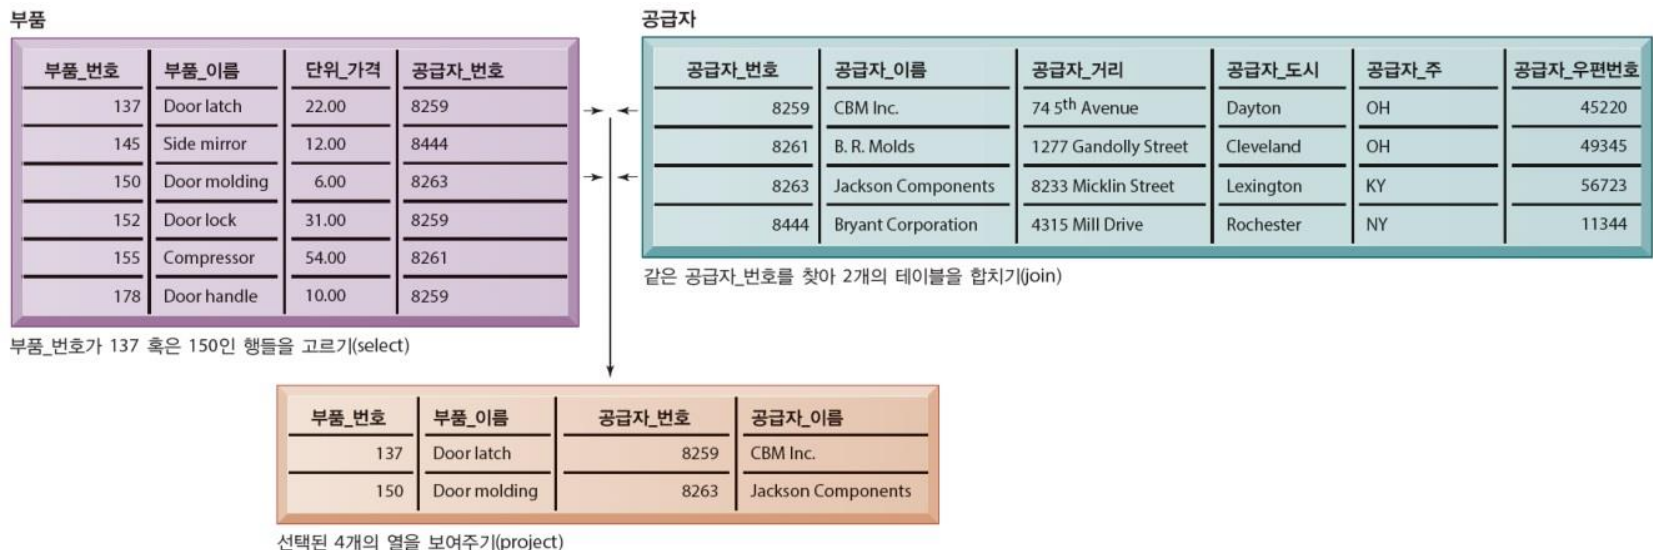 부품
부품_번호 부품_이름 단위_가격 공급자_번호
137 Door latch 22.00 8259
145 Side mirror 12.00 8444
150 Door molding 6.00 8263
152 Door lock 31.00 8259
155 Compressor 54.00 8261
178 Door handle 10.00 8259
부품_번호가 137 혹은 150인 행들을 고르기(select)
공급자
공급자_번호 공급자_이름 공급자_거리 공급자_도시 공급자_주 공급자_우편번호
8259 CBM Inc. 74 5th Avenue Dayton OH 45220
8261 B. R. Molds 1277 Gandolly Street Cleveland OH 49345
8263 Jackson Components 8233 Micklin Street Lexington KY 56723
8444 Bryant Corporation 4315 Mill Drive Rochester NY 11344
같은 공급자_번호를 찾아 2개의 테이블을 합치기(join)
부품_번호 부품_이름 공급자_번호 공급자_이름
137 Door latch 8259 CBM Inc.
150 Door molding 8263 Jackson Components
선택된 4개의 열을 보여주기(project)